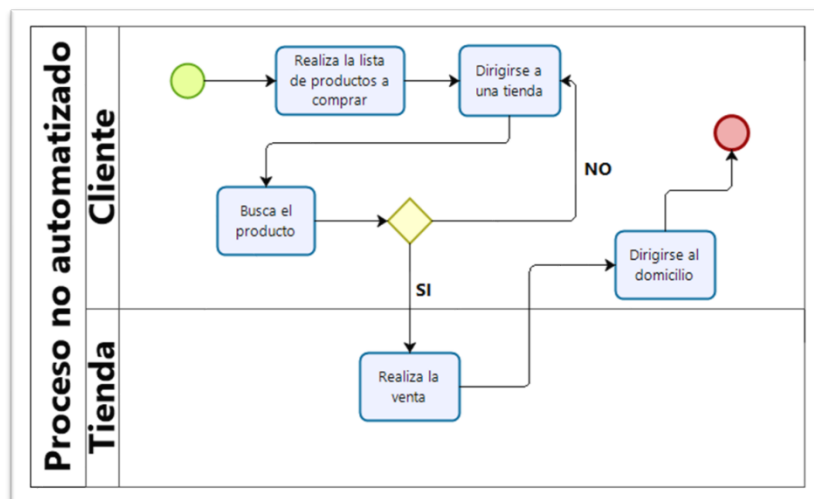 Proceso no automatizado
Cliente
Realiza la lista
de productos a
comprar
Dirigirse a
una tienda
Busca el
producto
NO
SI
Dirigirse al
domicilio
Tienda
Realiza la
venta